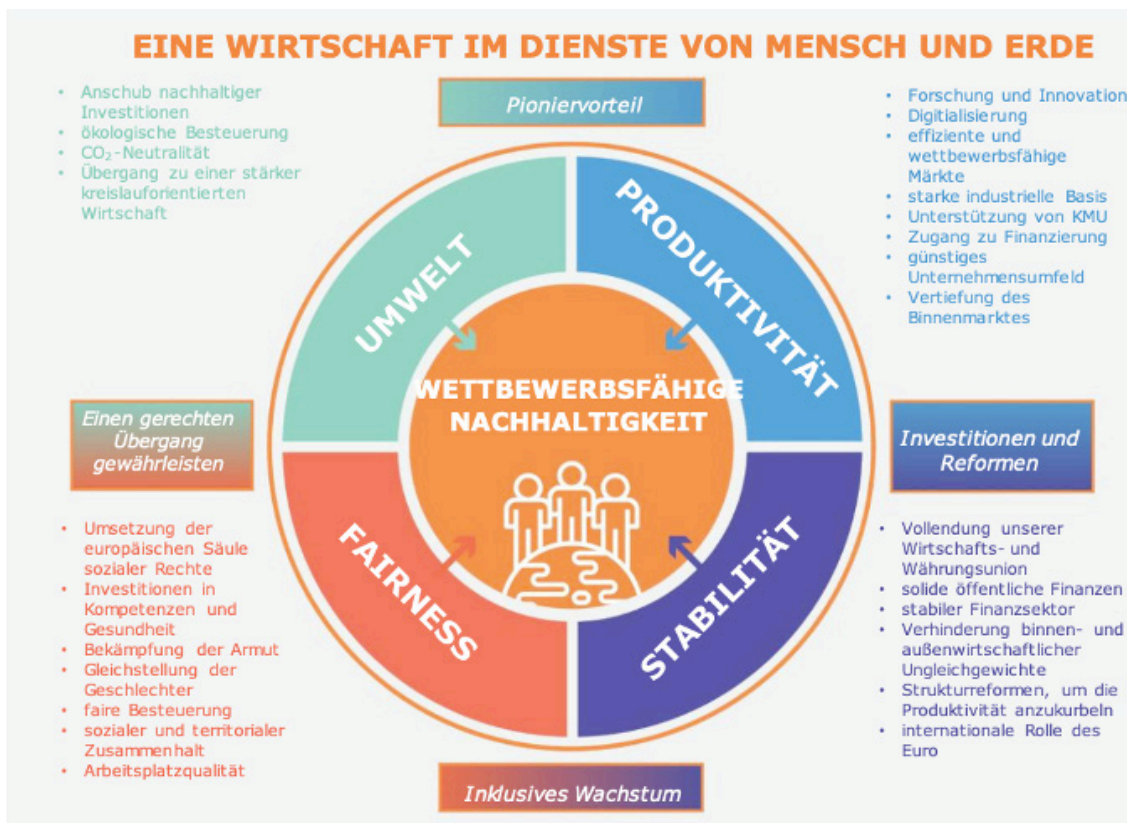 EINE WIRTSCHAFT IM DIENSTE VON MENSCH UND ERDE
• Anschub nachhaltiger
Investitionen
• ökologische Besteuerung
• CO₂-Neutralität
• Übergang zu einer stärker
kreislauforientierten
Wirtschaft
Pioniervorteil
• Forschung und Innovation
• Digitialisierung
• effiziente und
wettbewerbsfähige
Märkte
• starke industrielle Basis
• Unterstützung von KMU
• Zugang zu Finanzierung
• günstiges
Unternehmensumfeld
• Vertiefung des
Binnenmarktes
UMWELT
PRODUKTIVITÄT
WETTBEWERBSFÄHIGE
NACHHALTIGKEIT
Einen gerechten
Übergang
gewährleisten
Investitionen und
Reformen
FAIRNESS
STABILITÄT
• Umsetzung der
europäischen Säule
sozialer Rechte
• Investitionen in
Kompetenzen und
Gesundheit
• Bekämpfung der Armut
• Gleichstellung der
Geschlechter
• faire Besteuerung
• sozialer und territorialer
Zusammenhalt
• Arbeitsplatzqualität
• Vollendung unserer
Wirtschafts- und
Währungsunion
• solide öffentliche Finanzen
• stabiler Finanzsektor
• Verhinderung binnen- und
außenwirtschaftlicher
Ungleichgewichte
• Strukturreformen, um die
Produktivität anzukurbeln
• internationale Rolle des
Euro
Inklusives Wachstum